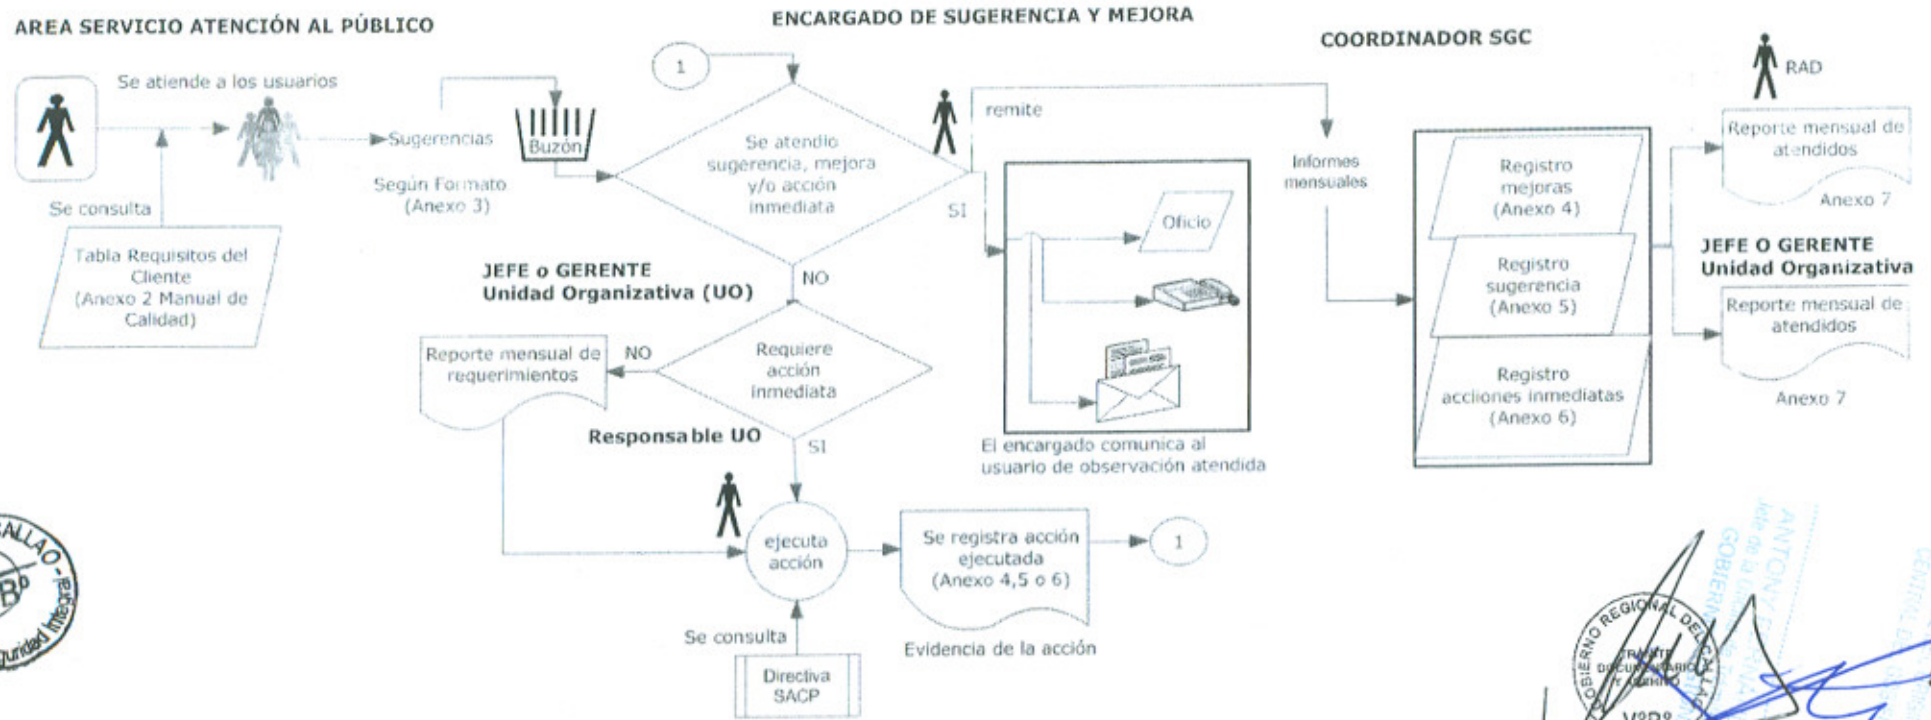 AREA SERVICIO ATENCIÓN AL PÚBLICO
ENCARGADO DE SUGERENCIA Y MEJORA
COORDINADOR SGC
RAD
Se atiende a los usuarios
Se consulta
Tabla Requisitos del
Cliente
(Anexo 2 Manual de
Calidad)
Sugerencias
Según Formato
(Anexo 3)
Buzón
1
Se atendio
sugerencia, mejora
y/o acción
inmediata
SI
NO
remite
Oficio
El encargado comunica al
usuario de observación atendida
Informes
mensuales
Registro
mejoras
(Anexo 4)
Registro
sugerencia
(Anexo 5)
Registro
accliones inmediatas
(Anexo 6)
Reporte mensual de
atendidos
Anexo 7
JEFE O GERENTE
Unidad Organizativa
Reporte mensual de
atendidos
Anexo 7
JEFE o GERENTE
Unidad Organizativa (UO)
Reporte mensual de
requerimientos
NO
Requiere
acción
inmediata
SI
Responsable UO
ejecuta
acción
Se registra acción
ejecutada
(Anexo 4,5 o 6)
Evidencia de la acción
1
Se consulta
Directiva
SACP
GOBIERNO REGIONAL DEL CALLAO
V°B°